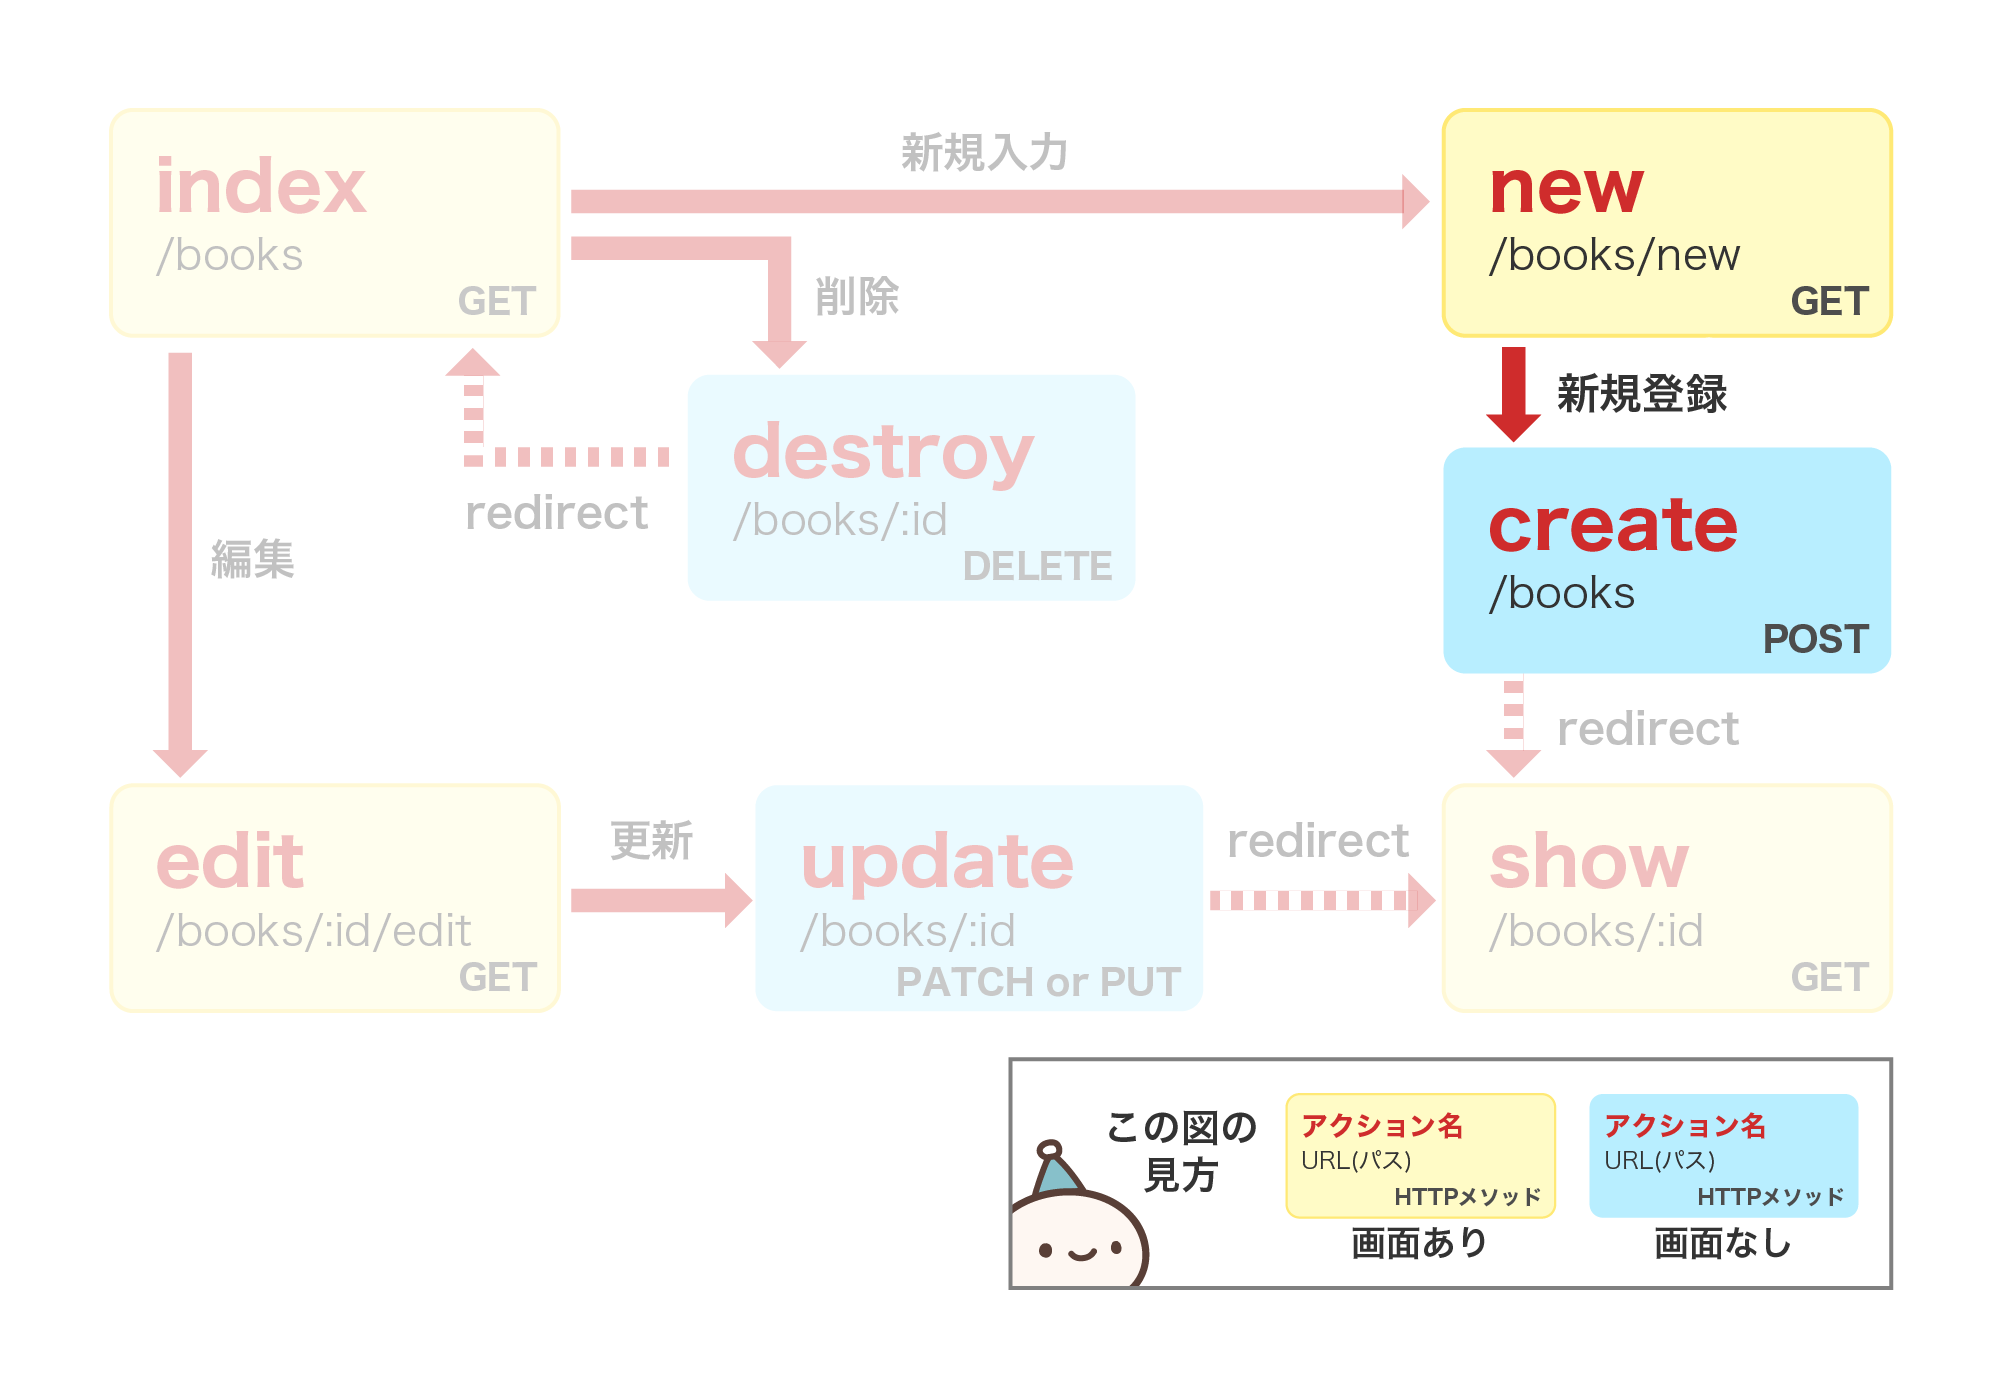 index
/books
GET
新規入力
new
/books/new
GET
削除
新規登録
destroy
/books/:id
DELETE
redirect
編集
create
/books
POST
redirect
edit
/books/:id/edit
GET
更新
update
/books/:id
PATCH or PUT
redirect
show
/books/:id
GET
この図の
見方
アクション名
URL(パス)
HTTPメソッド
画面あり
アクション名
URL(パス)
HTTPメソッド
画面なし